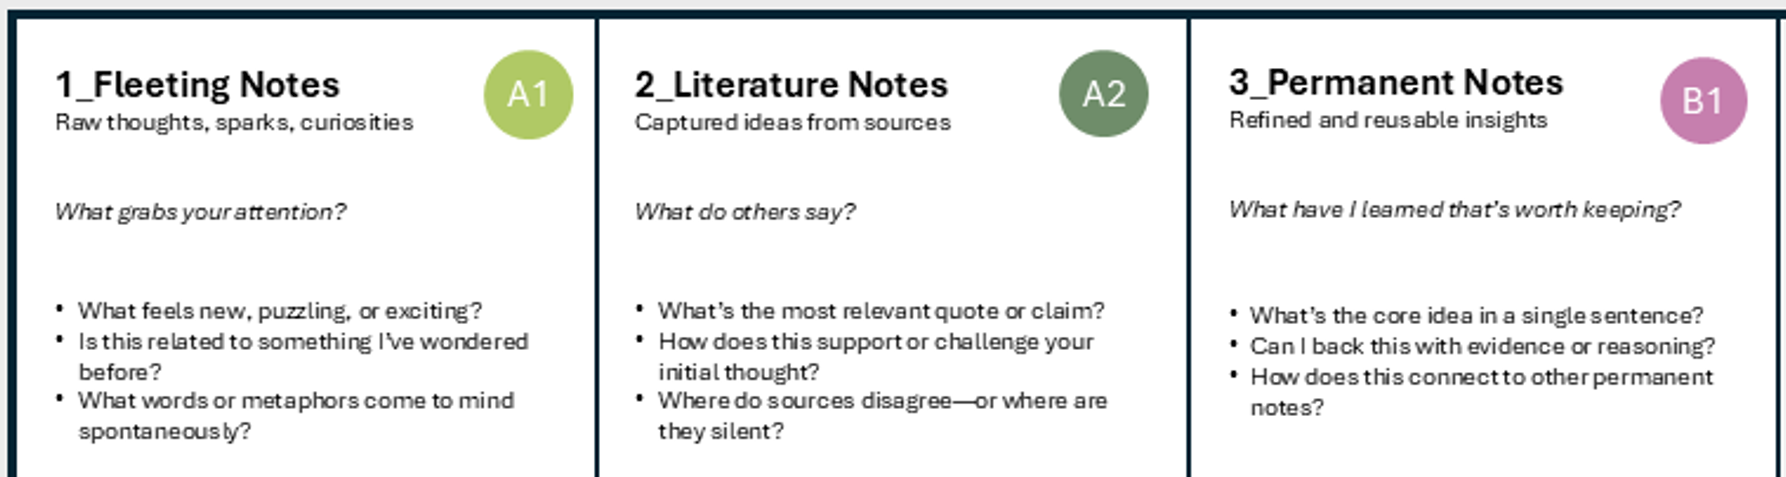 1_Fleeting Notes
A1
Raw thoughts, sparks, curiosities
What grabs your attention?
• What feels new, puzzling, or exciting?
• Is this related to something I've wondered
before?
• What words or metaphors come to mind
spontaneously?
2_Literature Notes
A2
Captured ideas from sources
What do others say?
• What's the most relevant quote or claim?
• How does this support or challenge your
initial thought?
• Where do sources disagree—or where are
they silent?
3_Permanent Notes
B1
Refined and reusable insights
What have I learned that's worth keeping?
• What's the core idea in a single sentence?
• Can I back this with evidence or reasoning?
• How does this connect to other permanent
notes?